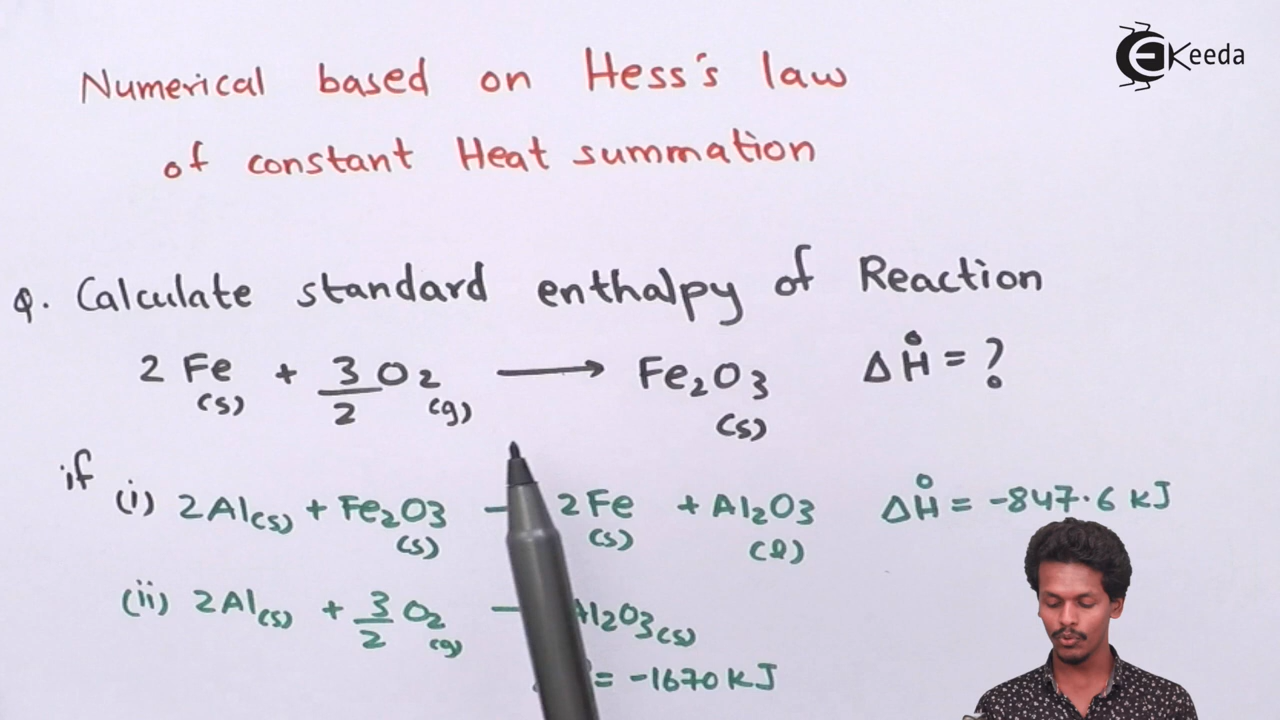 Numerical based on Hess's law
of constant Heat summation
Keeda
Q. Calculate standard enthalpy of Reaction
2 Fe(s) + 3/2 O2(g) ⟶ Fe2O3(s) ΔH° = ?
if
(i) 2Al(s) + Fe2O3(s) – 2Fe(s) + Al2O3(l) ΔH° = -847.6 kJ
(ii) 2Al(s) + 3/2 O2(g) – Al2O3(s)
= -1670 kJ